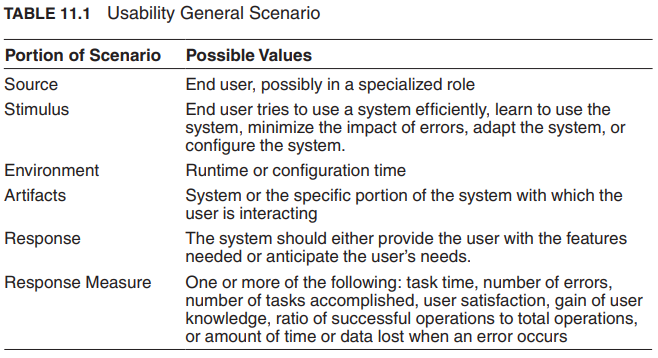 TABLE 11.1 Usability General Scenario
Portion of Scenario Possible Values
Source End user, possibly in a specialized role
Stimulus End user tries to use a system efficiently, learn to use the
system, minimize the impact of errors, adapt the system, or
configure the system.
Environment Runtime or configuration time
Artifacts System or the specific portion of the system with which the
user is interacting
Response The system should either provide the user with the features
needed or anticipate the user’s needs.
Response Measure One or more of the following: task time, number of errors,
number of tasks accomplished, user satisfaction, gain of user
knowledge, ratio of successful operations to total operations,
or amount of time or data lost when an error occurs